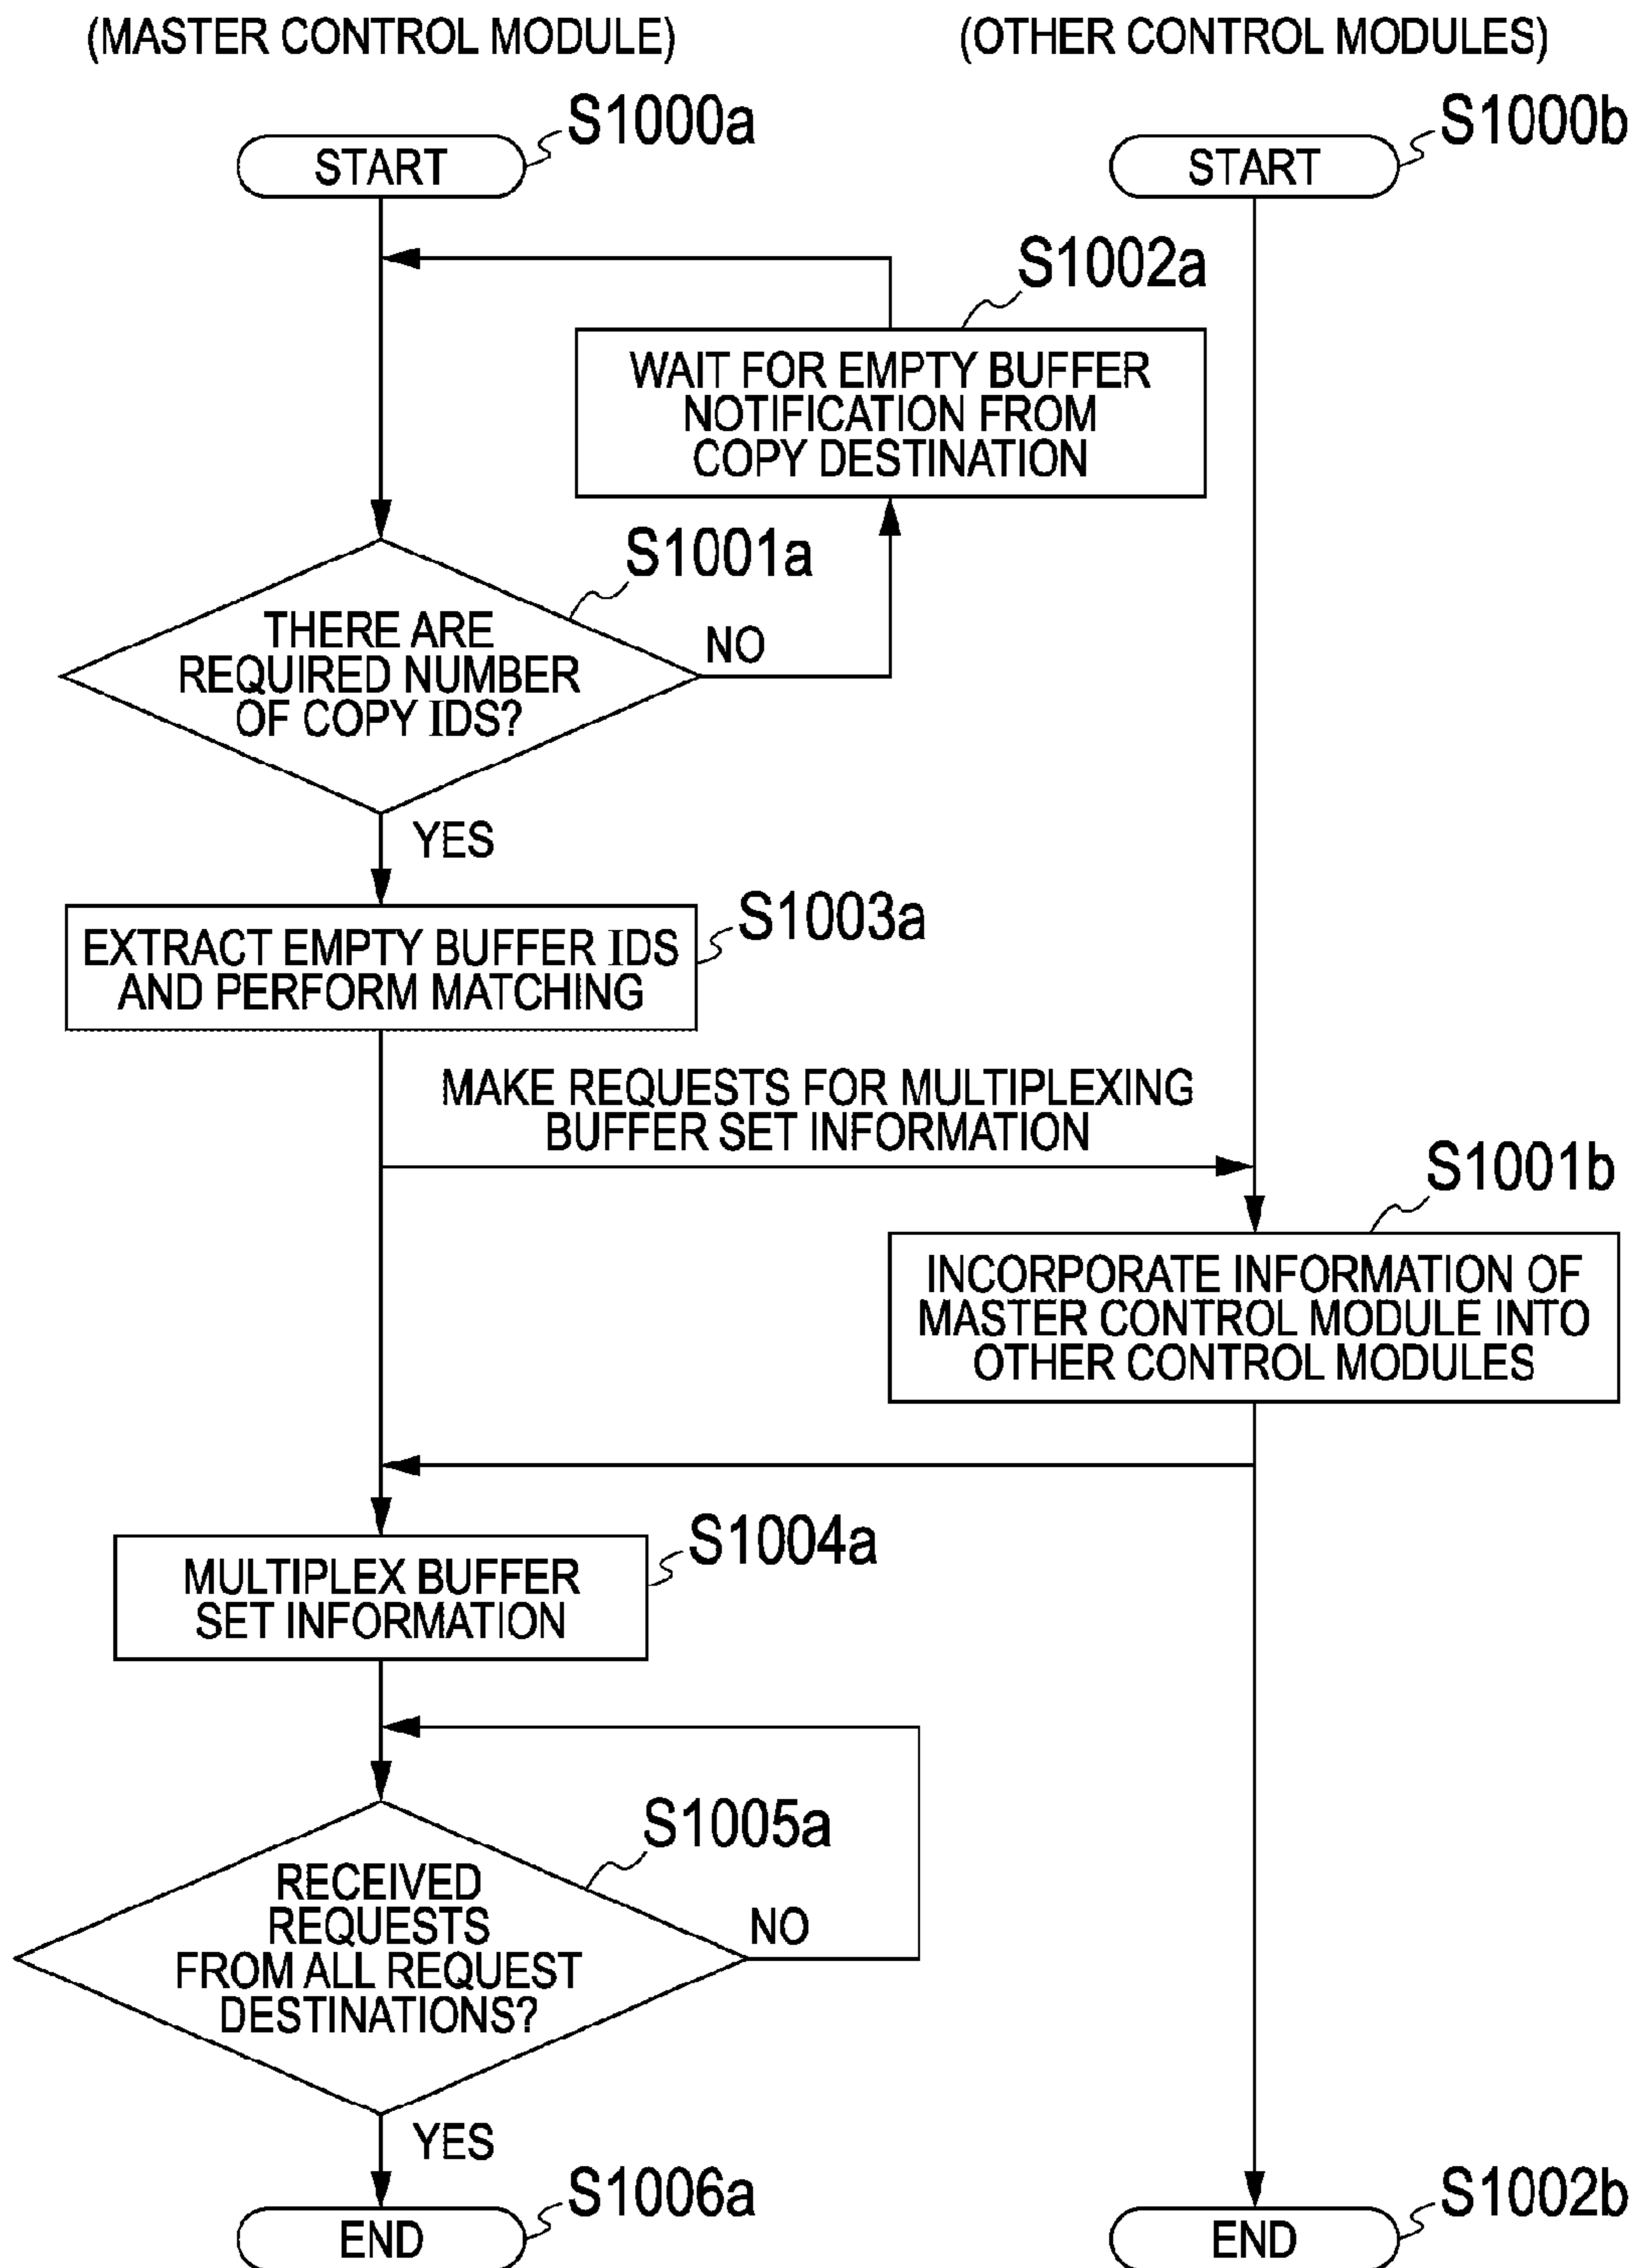 (MASTER CONTROL MODULE)
(OTHER CONTROL MODULES)
S1000a
S1000b
START
START
S1002a
WAIT FOR EMPTY BUFFER
NOTIFICATION FROM
COPY DESTINATION
S1001a
THERE ARE
REQUIRED NUMBER
OF COPY IDS?
NO
YES
S1003a
EXTRACT EMPTY BUFFER IDS
AND PERFORM MATCHING
MAKE REQUESTS FOR MULTIPLEXING
BUFFER SET INFORMATION
S1001b
INCORPORATE INFORMATION OF
MASTER CONTROL MODULE INTO
OTHER CONTROL MODULES
S1004a
MULTIPLEX BUFFER
SET INFORMATION
S1005a
RECEIVED
REQUESTS
FROM ALL REQUEST
DESTINATIONS?
NO
YES
S1006a
S1002b
END
END